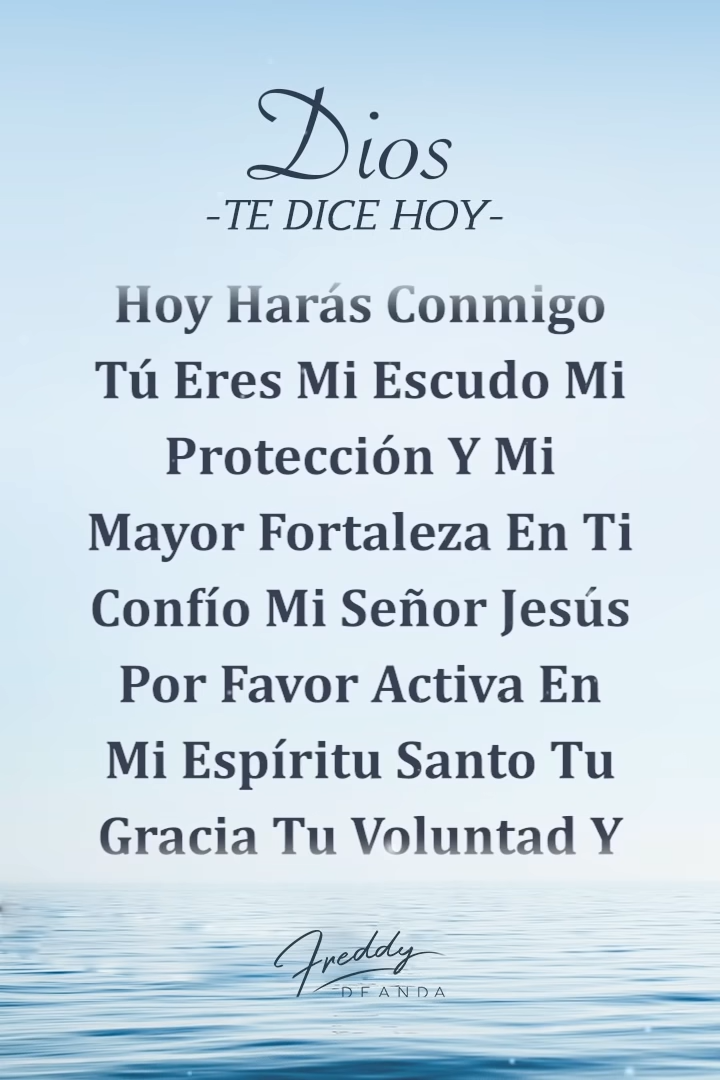 Dios
-TE DICE HOY-
Hoy Harás Conmigo
Tú Eres Mi Escudo Mi
Protección Y Mi
Mayor Fortaleza En Ti
Confío Mi Señor Jesús
Por Favor Activa En
Mi Espíritu Santo Tu
Gracia Tu Voluntad Y
Freddy
DEANDA